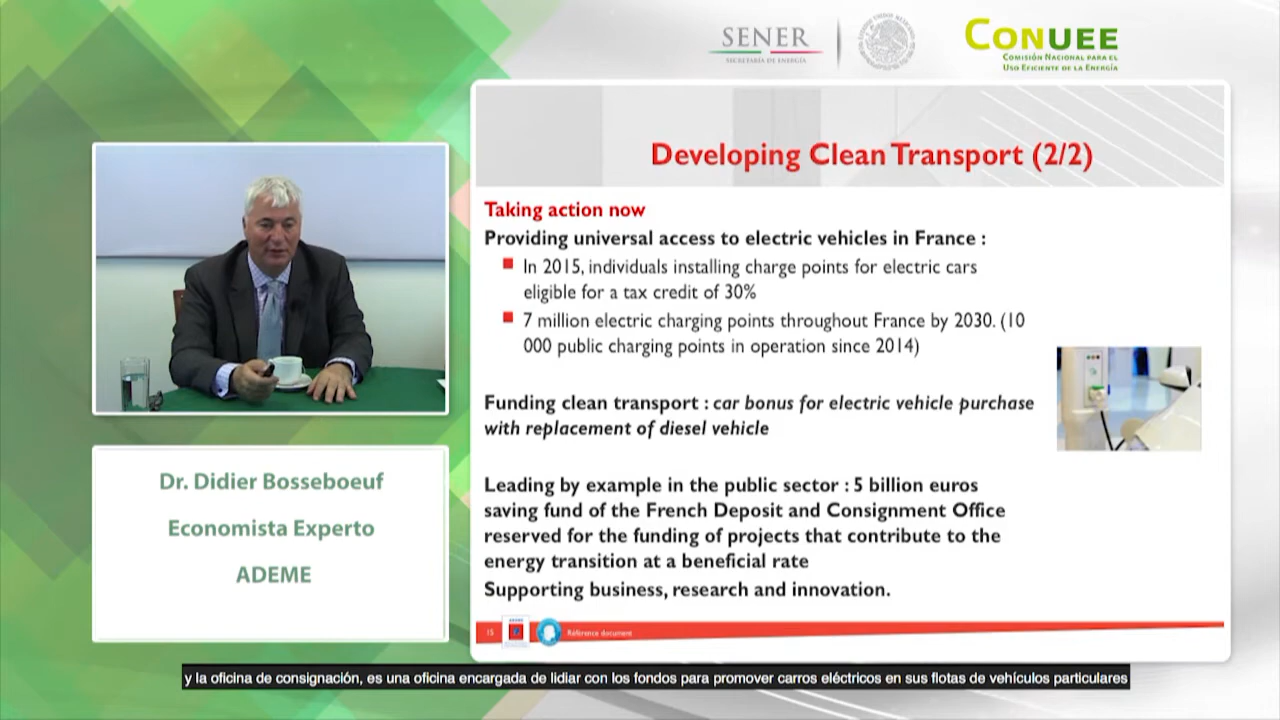 SENER
SECRETARÍA DE ENERGÍA
CONUEE
COMISIÓN NACIONAL PARA EL
USO EFICIENTE DE LA ENERGÍA
Developing Clean Transport (2/2)
Taking action now
Providing universal access to electric vehicles in France :
In 2015, individuals installing charge points for electric cars
eligible for a tax credit of 30%
7 million electric charging points throughout France by 2030. (10
000 public charging points in operation since 2014)
Funding clean transport : car bonus for electric vehicle purchase
with replacement of diesel vehicle
Leading by example in the public sector : 5 billion euros
saving fund of the French Deposit and Consignment Office
reserved for the funding of projects that contribute to the
energy transition at a beneficial rate
Supporting business, research and innovation.
15
Référence document
Dr. Didier Bosseboeuf
Economista Experto
ADEME
y la oficina de consignación, es una oficina encargada de lidiar con los fondos para promover carros eléctricos en sus flotas de vehículos particulares